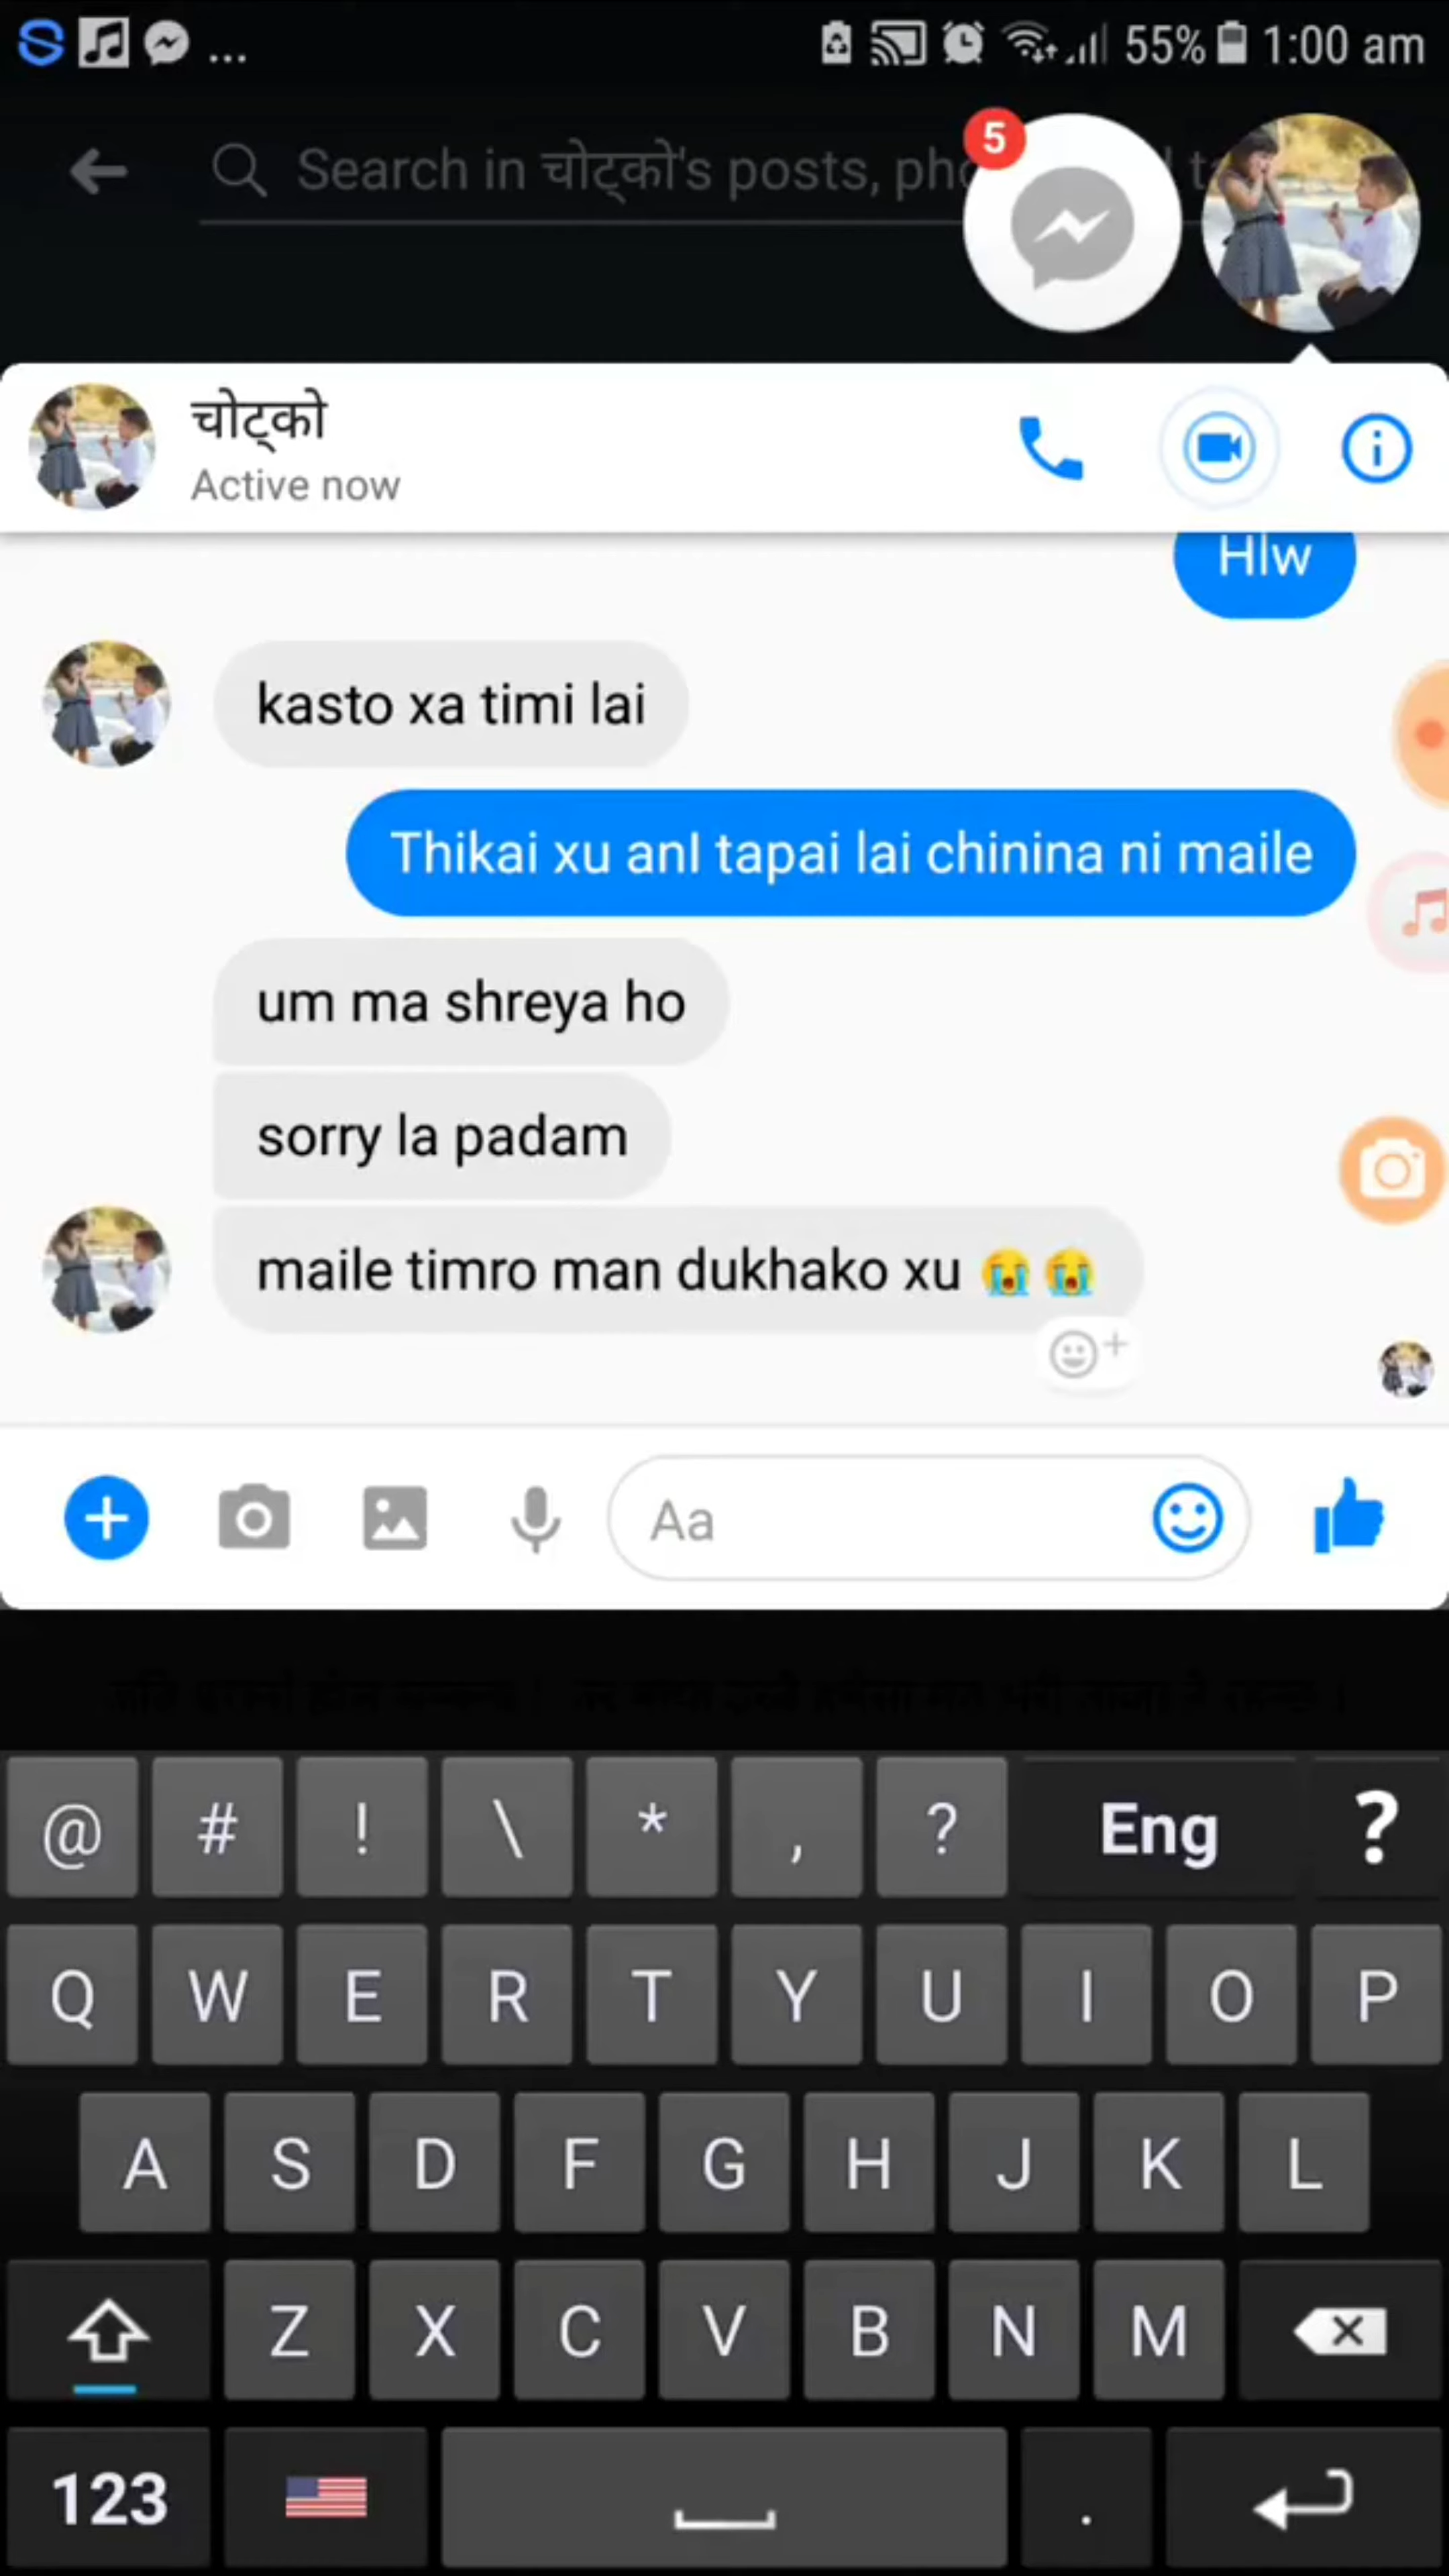 ... 55% 1:00 am
Search in चोट्को's posts, pho
5
चोट्को
Active now
Hlw
kasto xa timi lai
Thikai xu anI tapai lai chinina ni maile
um ma shreya ho
sorry la padam
maile timro man dukhako xu 😭😭
Aa
@ # ! \ * , ? Eng ?
Q W E R T Y U I O P
A S D F G H J K L
Z X C V B N M
123 .